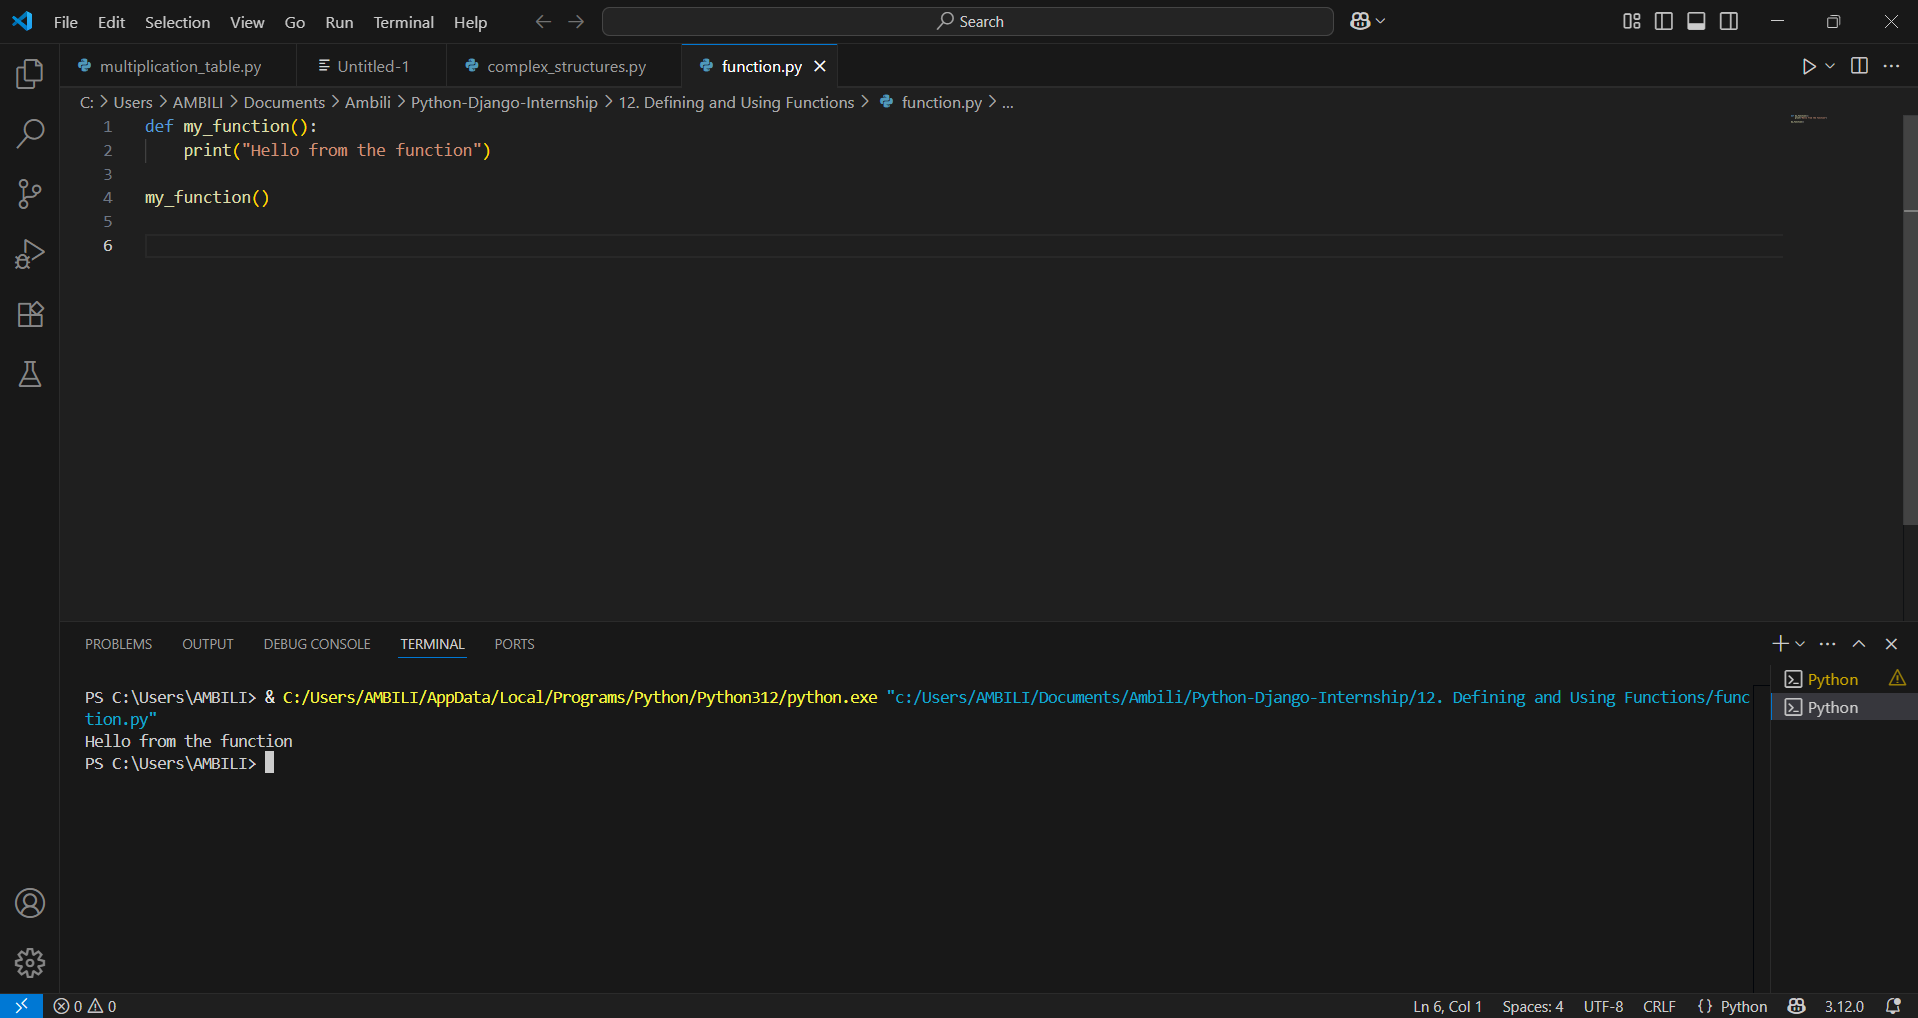 File Edit Selection View Go Run Terminal Help Search
multiplication_table.py Untitled-1 complex_structures.py function.py
C: > Users > AMBILI > Documents > Ambili > Python-Django-Internship > 12. Defining and Using Functions > function.py > ...
1 def my_function():
2 print("Hello from the function")
3
4 my_function()
5
6
PROBLEMS OUTPUT DEBUG CONSOLE TERMINAL PORTS
PS C:\Users\AMBILI> & C:/Users/AMBILI/AppData/Local/Programs/Python/Python312/python.exe "c:/Users/AMBILI/Documents/Ambili/Python-Django-Internship/12. Defining and Using Functions/func
tion.py"
Hello from the function
PS C:\Users\AMBILI>
Python
Python
0 0 Ln 6, Col 1 Spaces: 4 UTF-8 CRLF {} Python 3.12.0